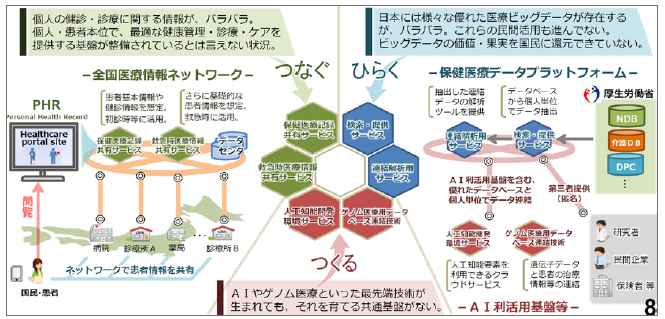 個人の健診・診療に関する情報が、バラバラ。
個人・患者本位で、最適な健康管理・診療・ケアを
提供する基盤が整備されているとは言えない状況。
日本には様々な優れた医療ビッグデータが存在する
が、バラバラ。これらの民間活用も進んでない。
ビッグデータの価値・果実を国民に還元できていない。
つなぐ
ひらく
－全国医療情報ネットワーク－
PHR
Personal Health Record
Healthcare
portal site
患者基本情報や
健診情報を想定。
初診時等に活用。
さらに基礎的な
患者情報を想定。
救急時に活用。
保健医療記録
共有サービス
救急時医療情報
共有サービス
データ
センタ
閲覧
病院
診療所A
薬局
診療所B
ネットワークで患者情報を共有
国民・患者
保健医療記録
共有サービス
検索・提供
サービス
救急時医療情報
共有サービス
連結解析用
サービス
人工知能開発
環境サービス
ゲノム医療用データ
ベース連結技術
つくる
AIやゲノム医療といった最先端技術が
生まれても、それを育てる共通基盤がない。
－保健医療データプラットフォーム－
抽出した連結
データの解析
ツールを提供
データベース
から個人単位
でデータ抽出
厚生労働省
連結解析用
サービス
検索・提供
サービス
NDB
介護DB
DPC
AI利活用基盤を含む、
優れたデータベースと
個人単位でデータ連結
第三者提供
(匿名)
人工知能開発
環境サービス
ゲノム医療用データ
ベース連結技術
人工知能要素を
利用できるクラ
ウドサービス
遺伝子データ
と患者の治療
情報等の連結
研究者
民間企業
保険者等
－AI利活用基盤等－
8